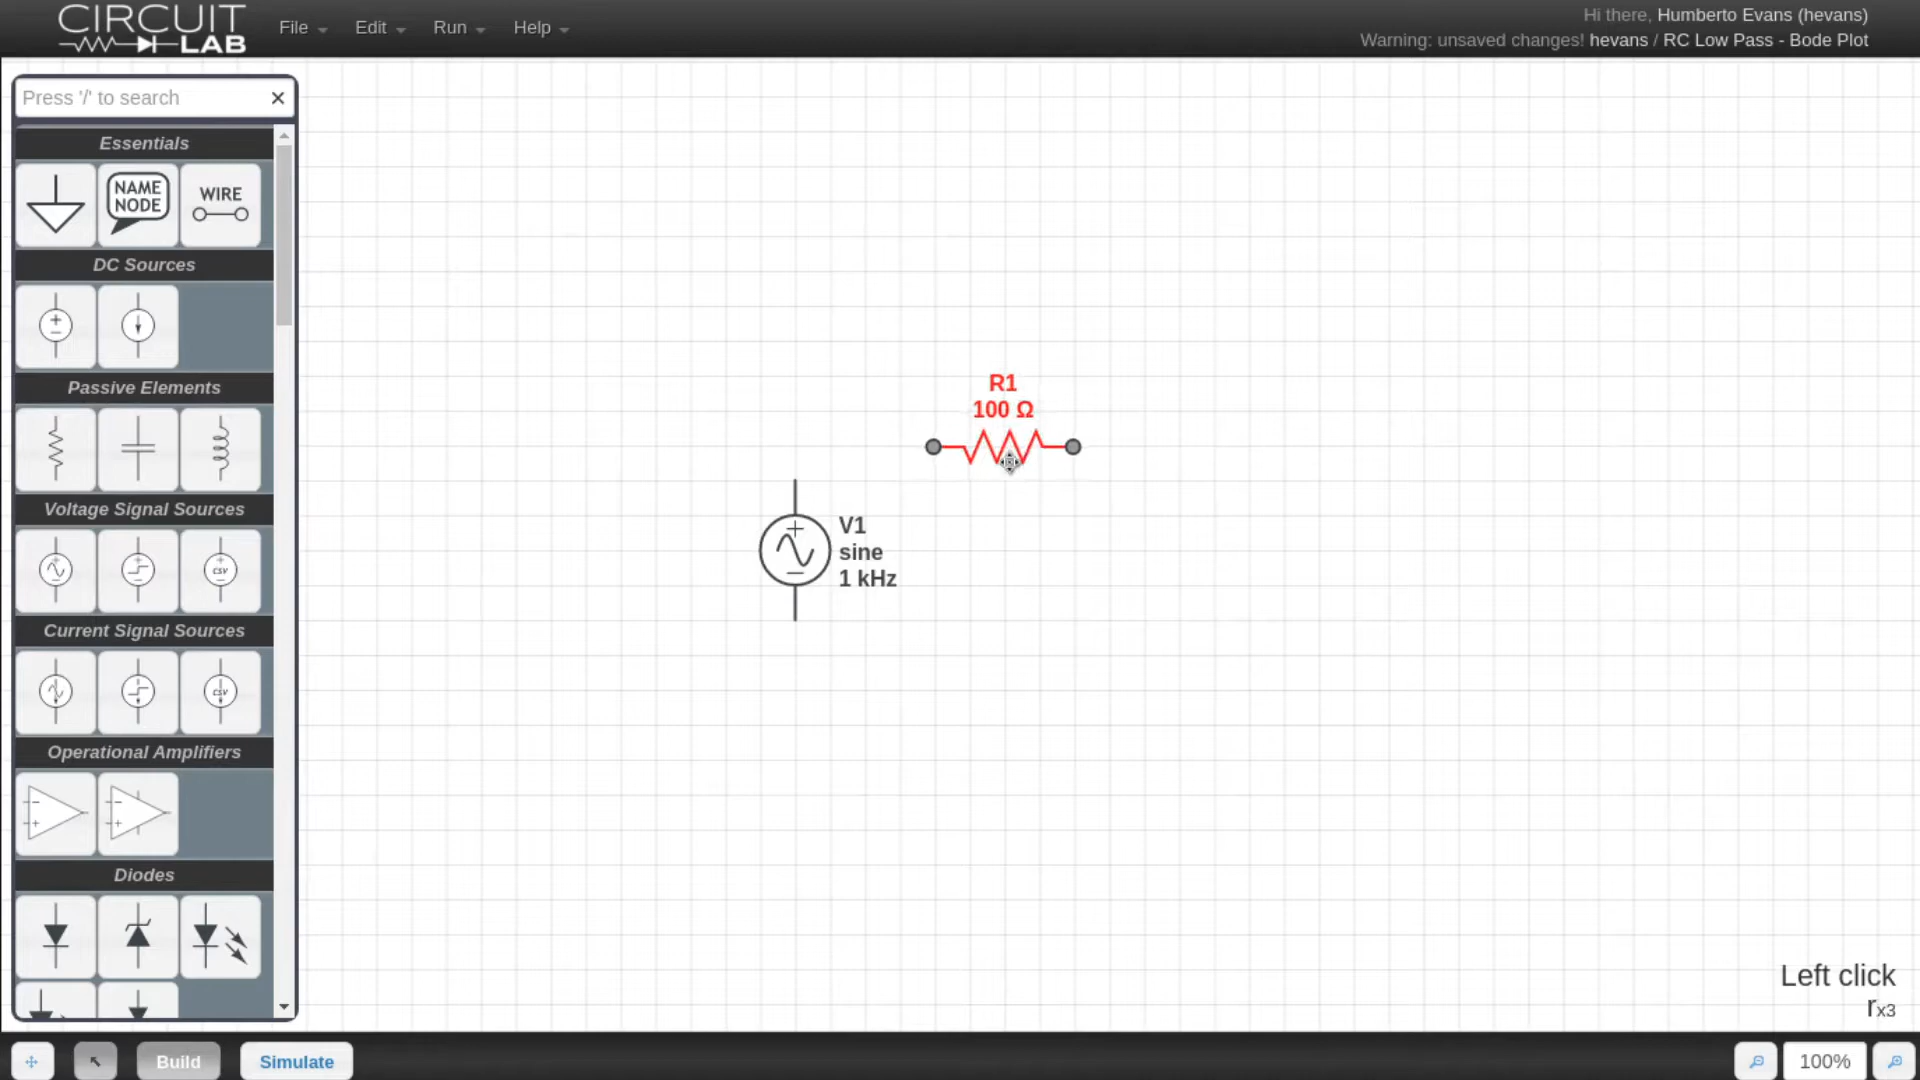 CIRCUIT
LAB
File
Edit
Run
Help
Hi there, Humberto Evans (hevans)
Warning: unsaved changes! hevans / RC Low Pass - Bode Plot
Press '/' to search
Essentials
NAME
NODE
WIRE
DC Sources
Passive Elements
Voltage Signal Sources
csv
Current Signal Sources
csv
Operational Amplifiers
Diodes
R1
100 Ω
V1
sine
1 kHz
Left click
rx3
Build
Simulate
100%